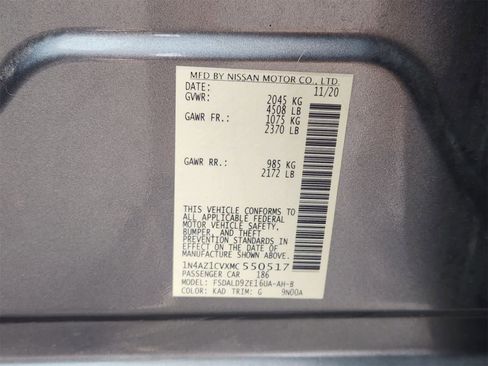 MFD BY NISSAN MOTOR CO., LTD.
DATE: 11/20
GVWR: 2045 KG
4508 LB
GAWR FR.: 1075 KG
2370 LB
GAWR RR.: 985 KG
2172 LB
THIS VEHICLE CONFORMS TO
ALL APPLICABLE FEDERAL
MOTOR VEHICLE SAFETY,
BUMPER, AND THEFT
PREVENTION STANDARDS
IN EFFECT ON THE DATE OF
MANUFACTURE SHOWN ABOVE.
1N4AZ1CVXMC550517
PASSENGER CAR 186
MODEL: FSDALD9ZE16UA-AH-B
COLOR: KAD TRIM: G 9N00A